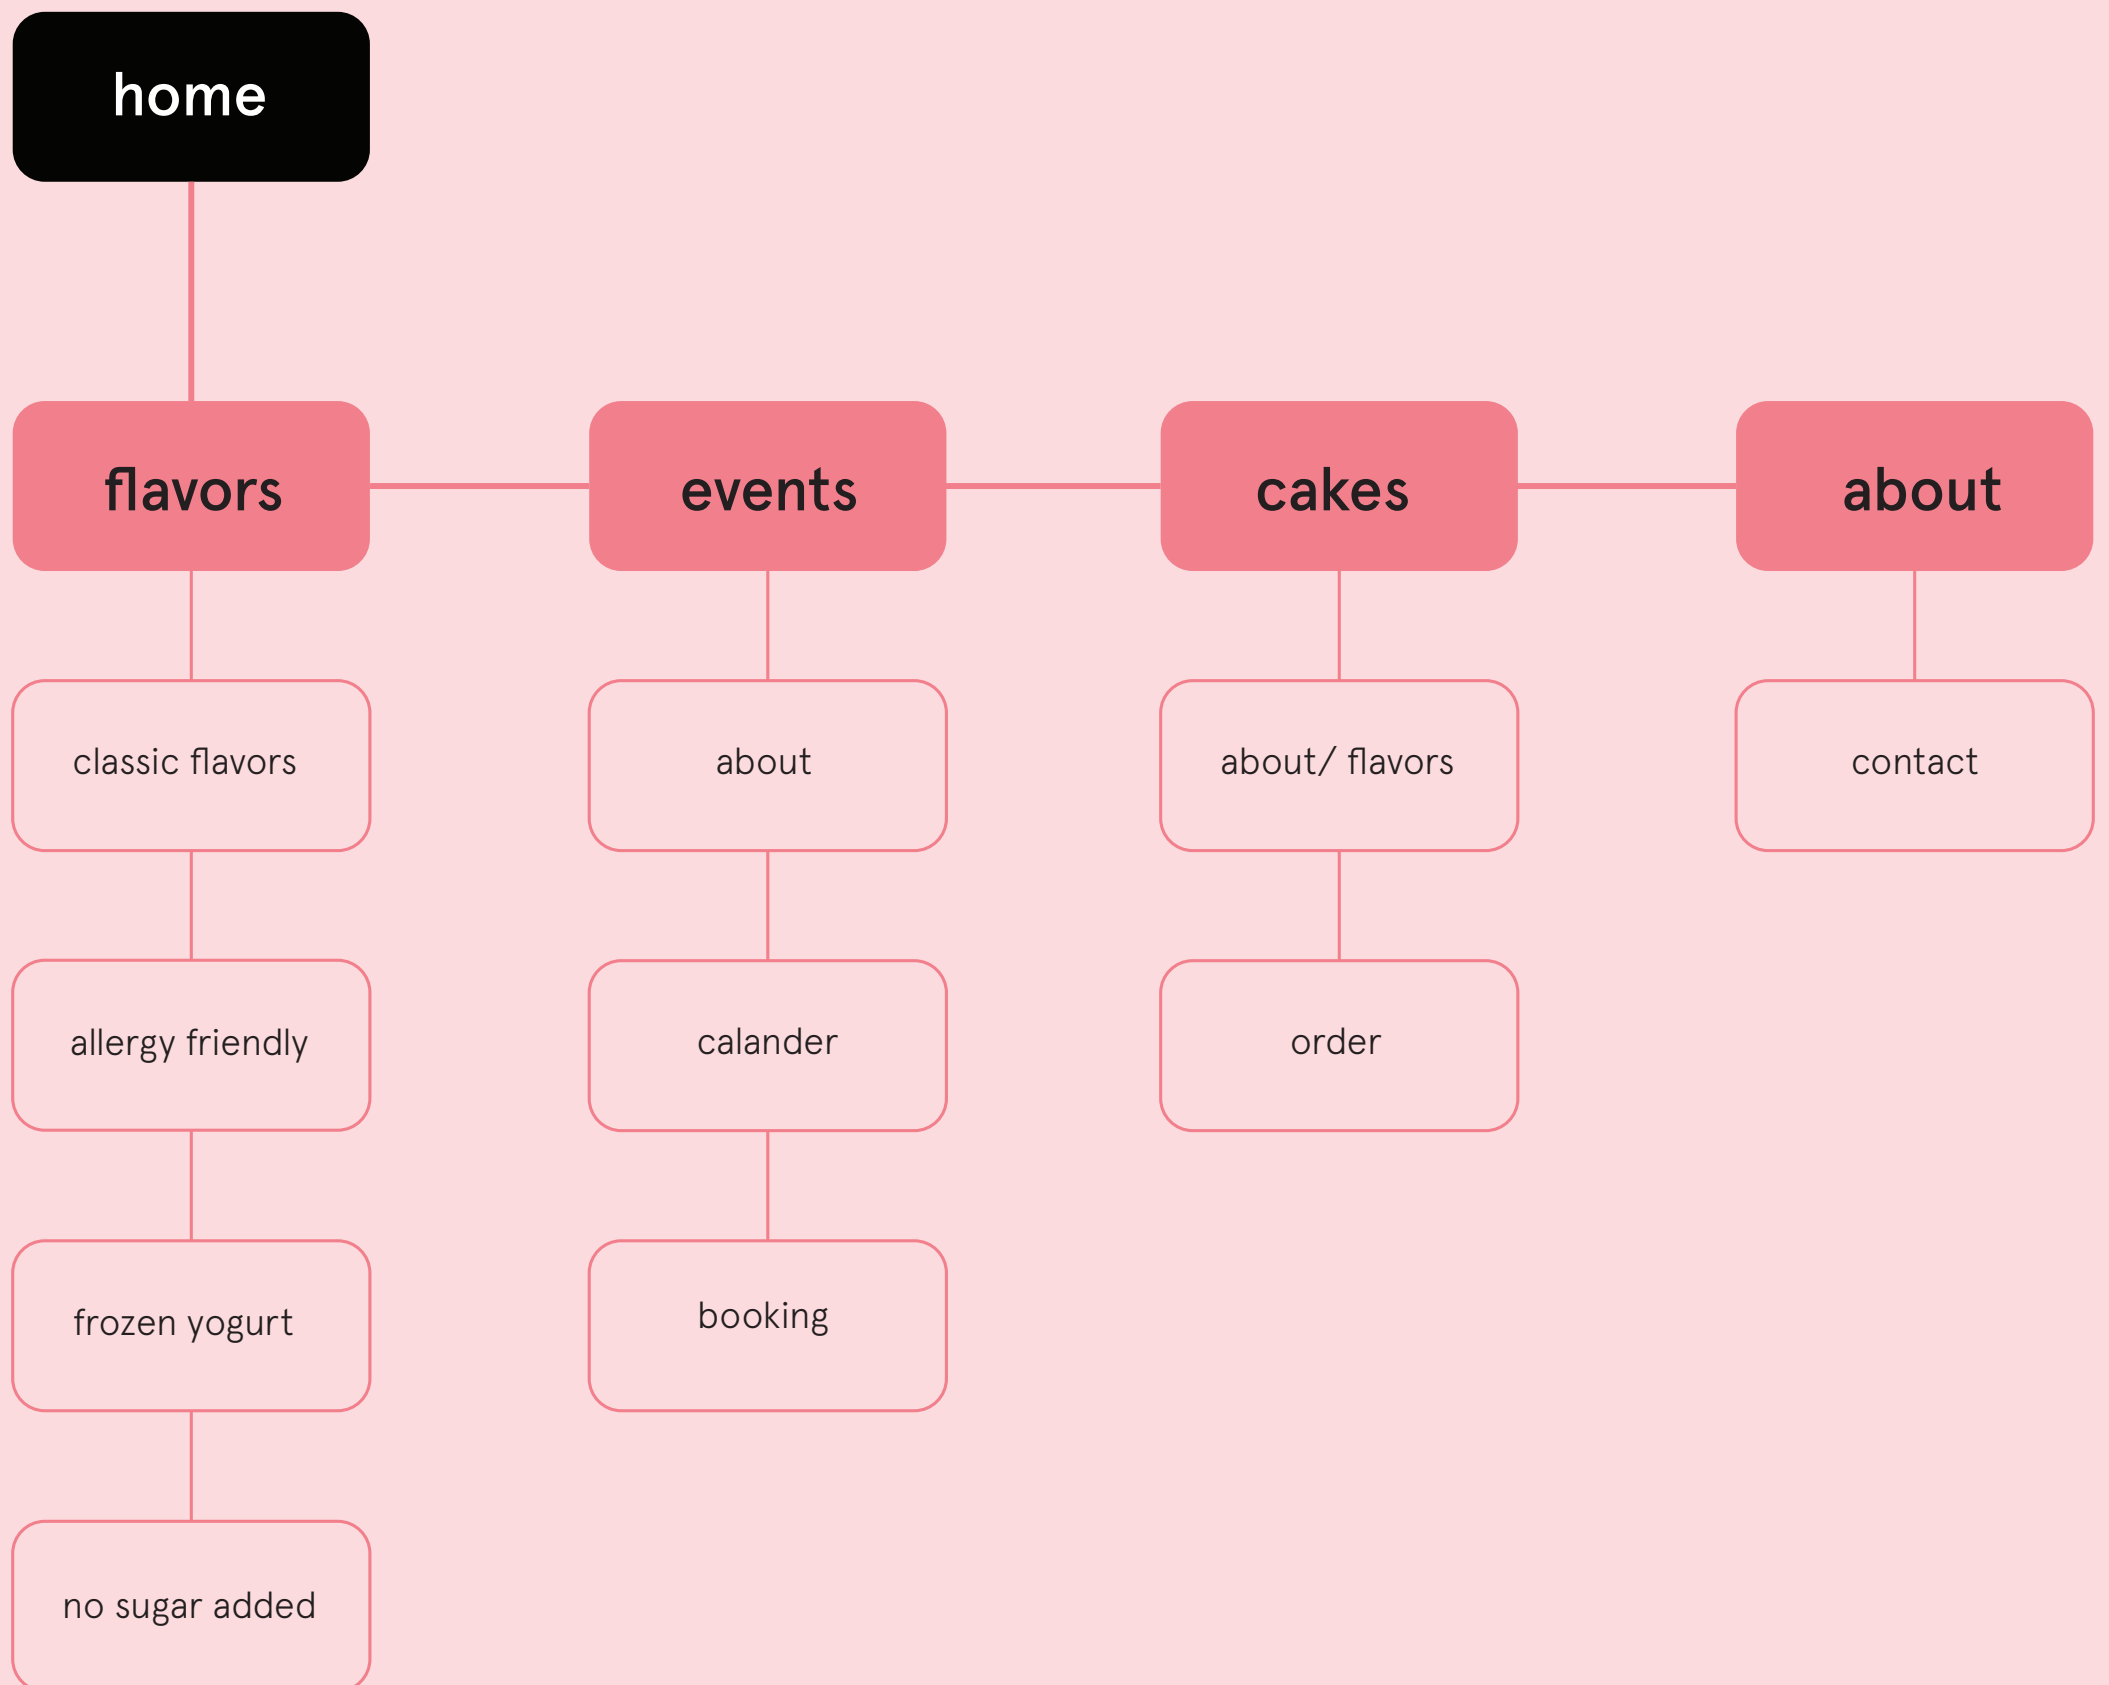 home
flavors
events
cakes
about
classic flavors
about
about/ flavors
contact
allergy friendly
calander
order
frozen yogurt
booking
no sugar added